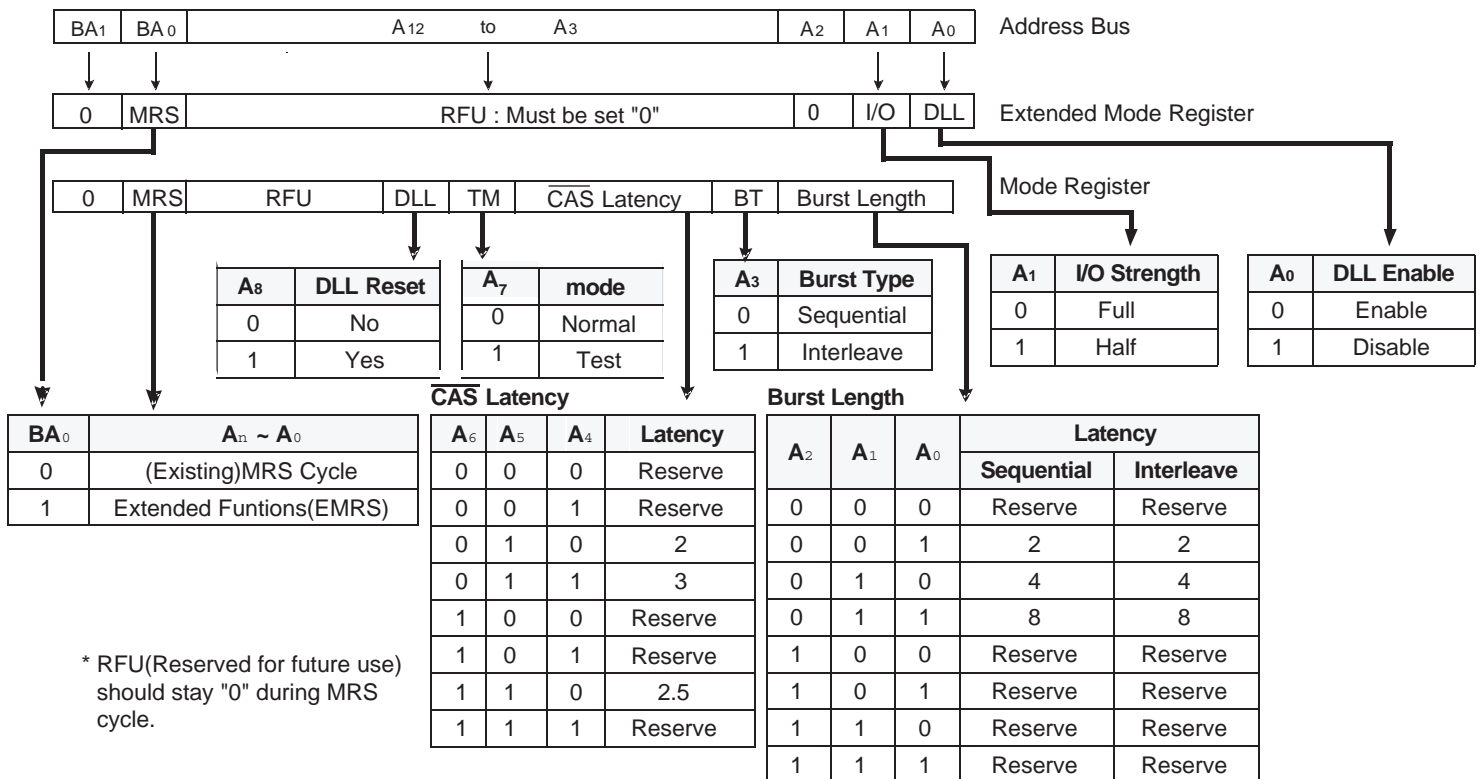 BA1 BA0 A12 to A3 A2 A1 A0 Address Bus
0 MRS RFU : Must be set "0" 0 I/O DLL Extended Mode Register
0 MRS RFU DLL TM CAS Latency BT Burst Length Mode Register
A8 DLL Reset
0 No
1 Yes
A7 mode
0 Normal
1 Test
A3 Burst Type
0 Sequential
1 Interleave
A1 I/O Strength
0 Full
1 Half
A0 DLL Enable
0 Enable
1 Disable
BA0 An ~ A0
0 (Existing)MRS Cycle
1 Extended Funtions(EMRS)
* RFU(Reserved for future use)
should stay "0" during MRS
cycle.
CAS Latency
A6 A5 A4 Latency
0 0 0 Reserve
0 0 1 Reserve
0 1 0 2
0 1 1 3
1 0 0 Reserve
1 0 1 Reserve
1 1 0 2.5
1 1 1 Reserve
Burst Length
A2 A1 A0 Latency
Sequential Interleave
0 0 0 Reserve Reserve
0 0 1 2 2
0 1 0 4 4
0 1 1 8 8
1 0 0 Reserve Reserve
1 0 1 Reserve Reserve
1 1 0 Reserve Reserve
1 1 1 Reserve Reserve